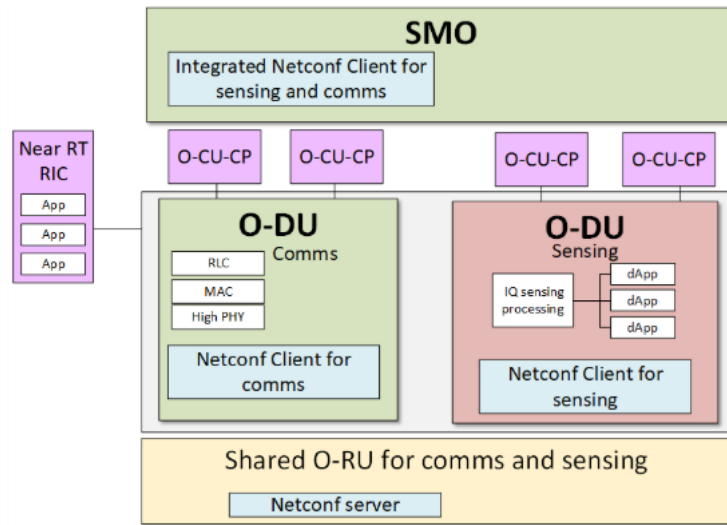 SMO
Integrated Netconf Client for
sensing and comms
Near RT
RIC
App
App
App
O-CU-CP
O-CU-CP
O-CU-CP
O-CU-CP
O-DU
Comms
RLC
MAC
High PHY
Netconf Client for
comms
O-DU
Sensing
IQ sensing
processing
dApp
dApp
dApp
Netconf Client for
sensing
Shared O-RU for comms and sensing
Netconf server